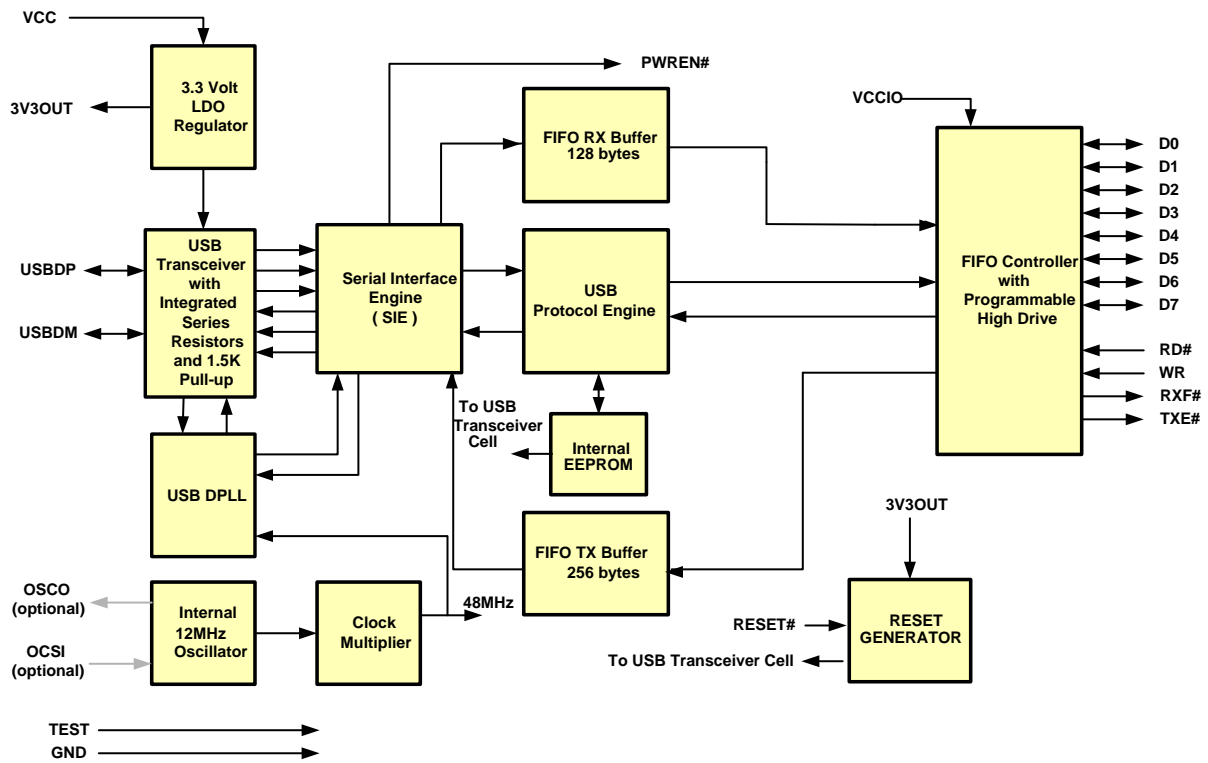 VCC
3V3OUT
3.3 Volt
LDO
Regulator
PWREN#
FIFO RX Buffer
128 bytes
VCCIO
USBDP
USBDM
USB
Transceiver
with
Integrated
Series
Resistors
and 1.5K
Pull-up
Serial Interface
Engine
( SIE )
USB
Protocol Engine
FIFO Controller
with
Programmable
High Drive
D0
D1
D2
D3
D4
D5
D6
D7
RD#
WR
RXF#
TXE#
To USB
Transceiver
Cell
Internal
EEPROM
USB DPLL
FIFO TX Buffer
256 bytes
3V3OUT
OSCO
(optional)
OCSI
(optional)
Internal
12MHz
Oscillator
Clock
Multiplier
48MHz
RESET#
To USB Transceiver Cell
RESET
GENERATOR
TEST
GND